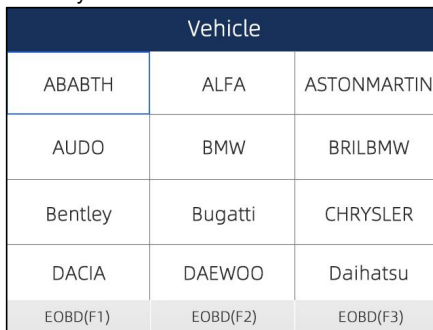 Vehicle
ABABTH ALFA ASTONMARTIN
AUDO BMW BRILBMW
Bentley Bugatti CHRYSLER
DACIA DAEWOO Daihatsu
EOBD(F1) EOBD(F2) EOBD(F3)